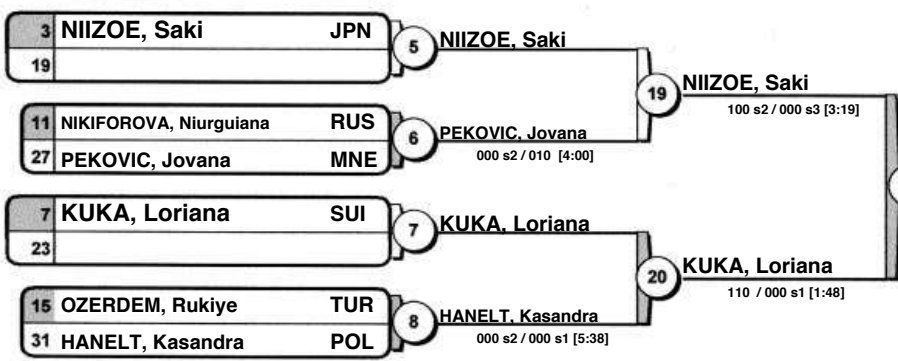 3 NIIZOE, Saki JPN
19
5
NIIZOE, Saki
11 NIKIFOROVA, Niurguiana RUS
27 PEKOVIC, Jovana MNE
6
PEKOVIC, Jovana
000 s2 / 010 [4:00]
19
NIIZOE, Saki
100 s2 / 000 s3 [3:19]
7 KUKA, Loriana SUI
23
7
KUKA, Loriana
15 OZERDEM, Rukiye TUR
31 HANELT, Kasandra POL
8
HANELT, Kasandra
000 s2 / 000 s1 [5:38]
20
KUKA, Loriana
110 / 000 s1 [1:48]